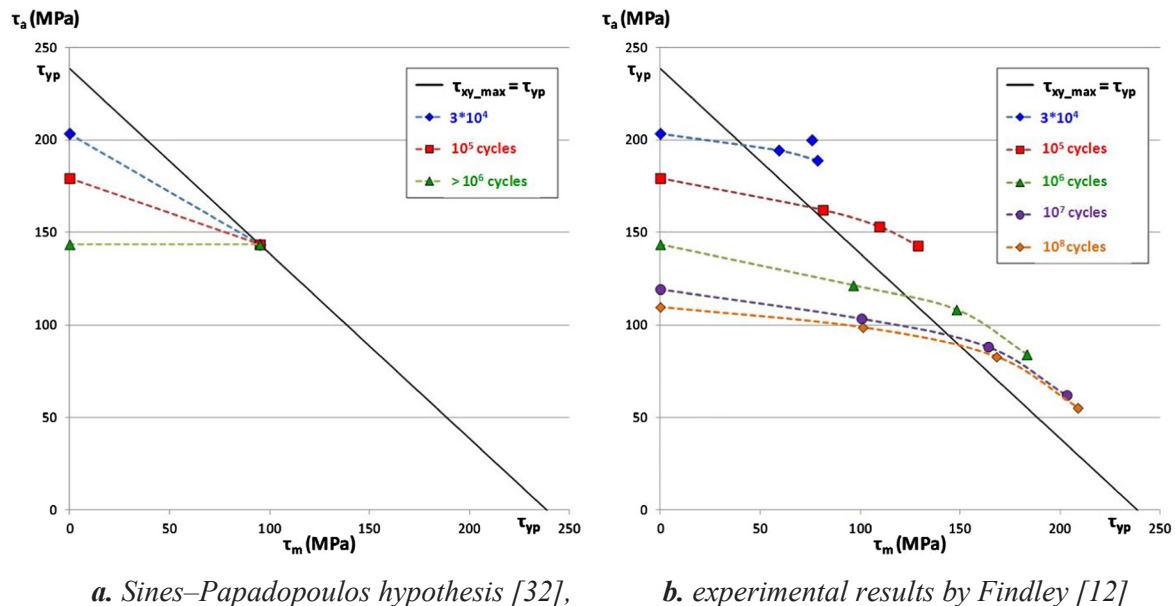 τa (MPa)
250
τyp
200
150
100
50
0
0 50 100 150 200 250
τyp
τm (MPa)
τxy_max = τyp
3*10⁴
10⁵ cycles
> 10⁶ cycles
a. Sines–Papadopoulos hypothesis [32],
τa (MPa)
250
τyp
200
150
100
50
0
0 50 100 150 200 250
τyp
τm (MPa)
τxy_max = τyp
3*10⁴
10⁵ cycles
10⁶ cycles
10⁷ cycles
10⁸ cycles
b. experimental results by Findley [12]